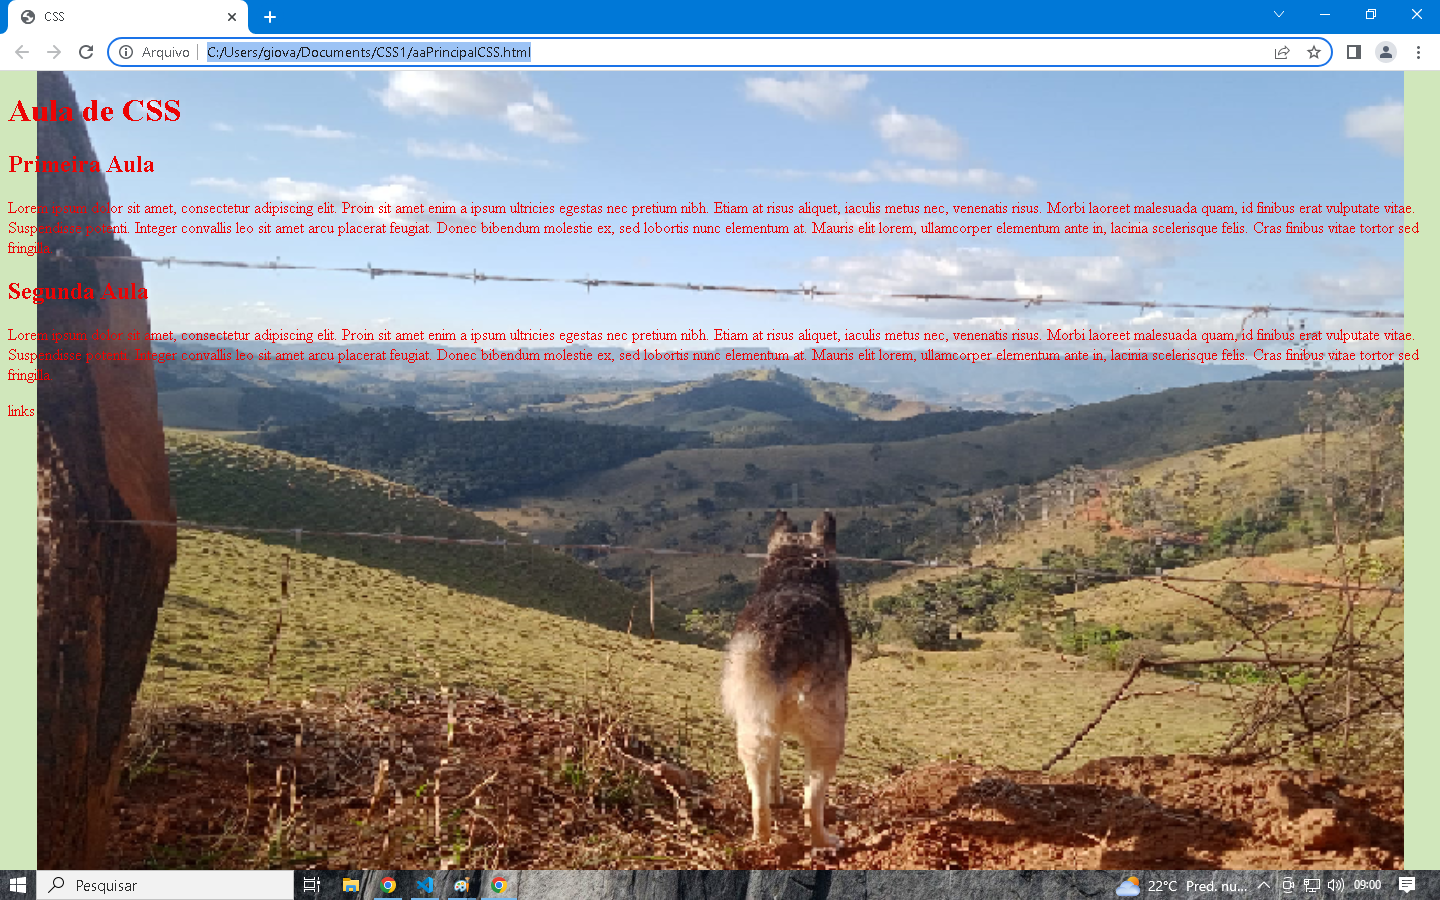 CSS
Arquivo C:/Users/giova/Documents/CSS1/aaPrincipalCSS.html
Aula de CSS
Primeira Aula
Lorem ipsum dolor sit amet, consectetur adipiscing elit. Proin sit amet enim a ipsum ultricies egestas nec pretium nibh. Etiam at risus aliquet, iaculis metus nec, venenatis risus. Morbi laoreet malesuada quam, id finibus erat vulputate vitae.
Suspendisse potenti. Integer convallis leo sit amet arcu placerat feugiat. Donec bibendum molestie ex, sed lobortis nunc elementum at. Mauris elit lorem, ullamcorper elementum ante in, lacinia scelerisque felis. Cras finibus vitae tortor sed
fringilla.
Segunda Aula
Lorem ipsum dolor sit amet, consectetur adipiscing elit. Proin sit amet enim a ipsum ultricies egestas nec pretium nibh. Etiam at risus aliquet, iaculis metus nec, venenatis risus. Morbi laoreet malesuada quam, id finibus erat vulputate vitae.
Suspendisse potenti. Integer convallis leo sit amet arcu placerat feugiat. Donec bibendum molestie ex, sed lobortis nunc elementum at. Mauris elit lorem, ullamcorper elementum ante in, lacinia scelerisque felis. Cras finibus vitae tortor sed
fringilla.
links
Pesquisar
22°C Pred. nu...
09:00